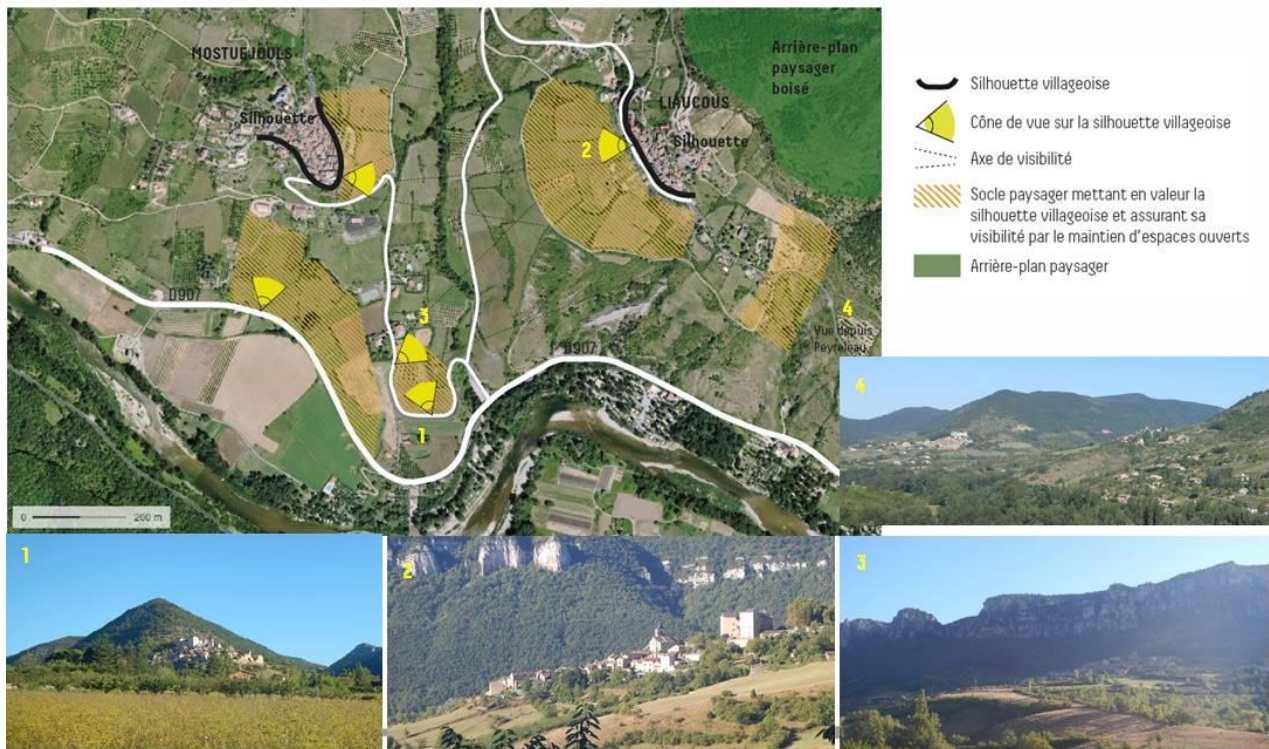 MOSTUEJOULS
Silhouette
Arrière-plan
paysager
boisé
LIAUCOUS
Silhouette
2
D907
3
1
D907
4
Vue depuis
Peyreleau
0 200 m
Silhouette villageoise
Cône de vue sur la silhouette villageoise
Axe de visibilité
Socle paysager mettant en valeur la
silhouette villageoise et assurant sa
visibilité par le maintien d'espaces ouverts
Arrière-plan paysager
4
1
2
3